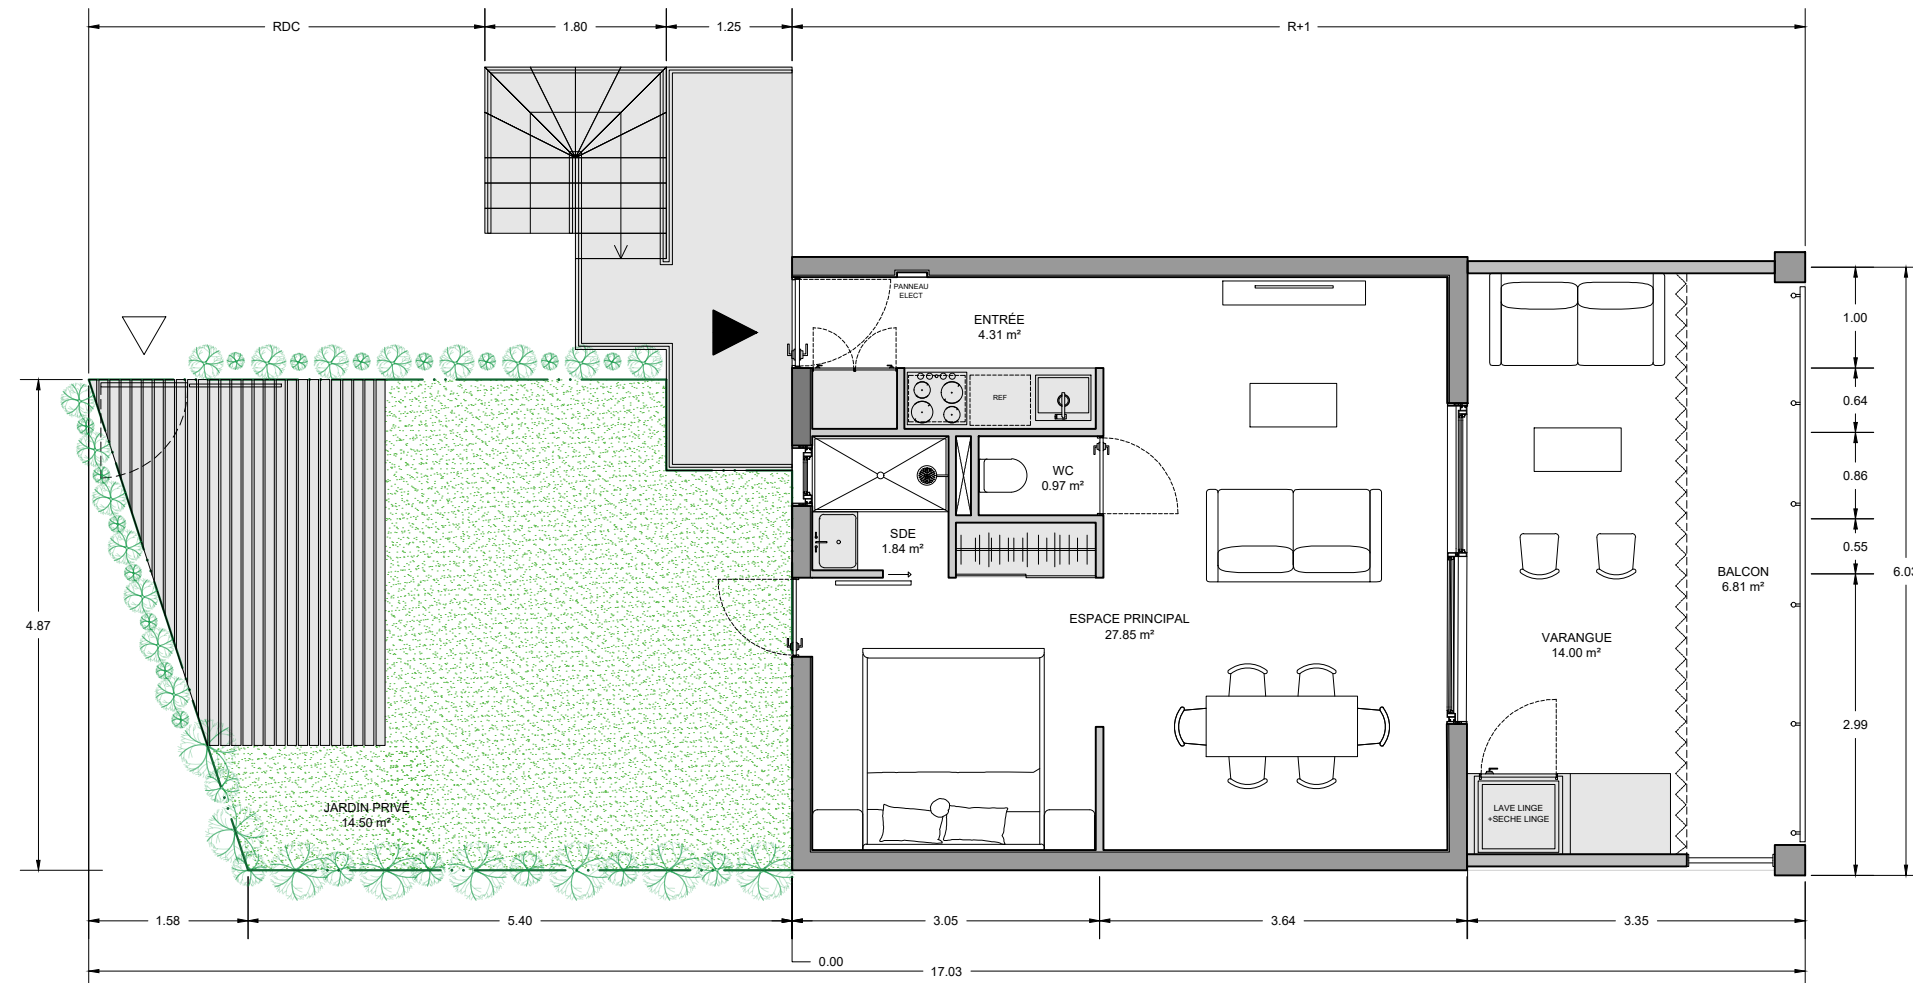 RDC
1.80
1.25
R+1
PANNEAU
ELECT
ENTRÉE
4.31 m²
1.00
REF
0.64
WC
0.97 m²
0.86
SDE
1.84 m²
0.55
BALCON
6.81 m²
6.03
4.87
ESPACE PRINCIPAL
27.85 m²
VARANGUE
14.00 m²
2.99
JARDIN PRIVÉ
14.50 m²
LAVE LINGE
+SECHE LINGE
1.58
5.40
3.05
3.64
3.35
0.00
17.03